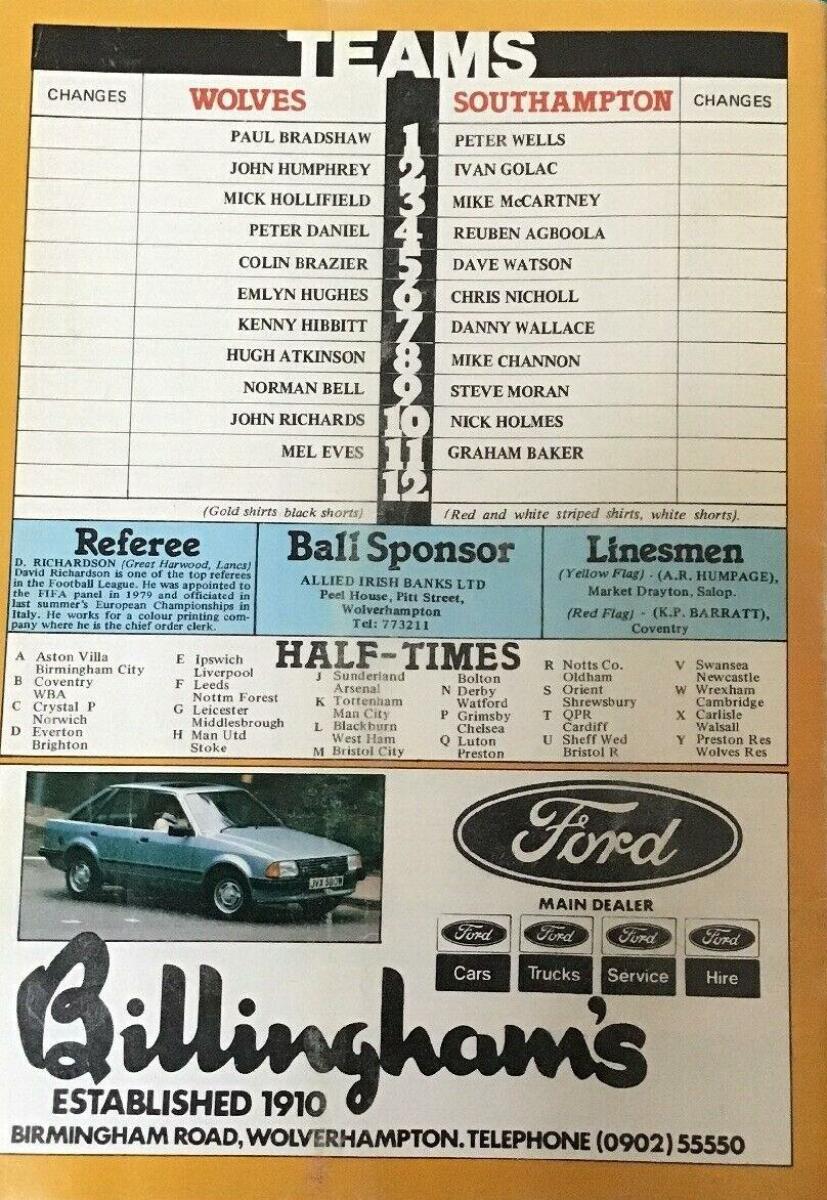 TEAMS
CHANGES WOLVES SOUTHAMPTON CHANGES
PAUL BRADSHAW 1 PETER WELLS
JOHN HUMPHREY 2 IVAN GOLAC
MICK HOLLIFIELD 3 MIKE McCARTNEY
PETER DANIEL 4 REUBEN AGBOOLA
COLIN BRAZIER 5 DAVE WATSON
EMLYN HUGHES 6 CHRIS NICHOLL
KENNY HIBBITT 7 DANNY WALLACE
HUGH ATKINSON 8 MIKE CHANNON
NORMAN BELL 9 STEVE MORAN
JOHN RICHARDS 10 NICK HOLMES
MEL EVES 11 GRAHAM BAKER
12
(Gold shirts black shorts) (Red and white striped shirts, white shorts).
Referee
D. RICHARDSON (Great Harwood, Lancs)
David Richardson is one of the top referees
in the Football League. He was appointed to
the FIFA panel in 1979 and officiated in
last summer's European Championships in
Italy. He works for a colour printing com-
pany where he is the chief order clerk.
Ball Sponsor
ALLIED IRISH BANKS LTD
Peel House, Pitt Street,
Wolverhampton
Tel: 773211
Linesmen
(Yellow Flag) - (A.R. HUMPAGE),
Market Drayton, Salop.
(Red Flag) - (K.P. BARRATT),
Coventry
HALF-TIMES
A Aston Villa
Birmingham City
B Coventry
WBA
C Crystal P
Norwich
D Everton
Brighton
E Ipswich
Liverpool
F Leeds
Nottm Forest
G Leicester
Middlesbrough
H Man Utd
Stoke
J Sunderland
Arsenal
K Tottenham
Man City
L Blackburn
West Ham
M Bristol City
Bolton
N Derby
Watford
P Grimsby
Chelsea
Q Luton
Preston
R Notts Co.
Oldham
S Orient
Shrewsbury
T QPR
Cardiff
U Sheff Wed
Bristol R
V Swansea
Newcastle
W Wrexham
Cambridge
X Carlisle
Walsall
Y Preston Res
Wolves Res
Ford
MAIN DEALER
Ford Ford Ford Ford
Cars Trucks Service Hire
Billingham's
ESTABLISHED 1910
BIRMINGHAM ROAD, WOLVERHAMPTON. TELEPHONE (0902) 55550